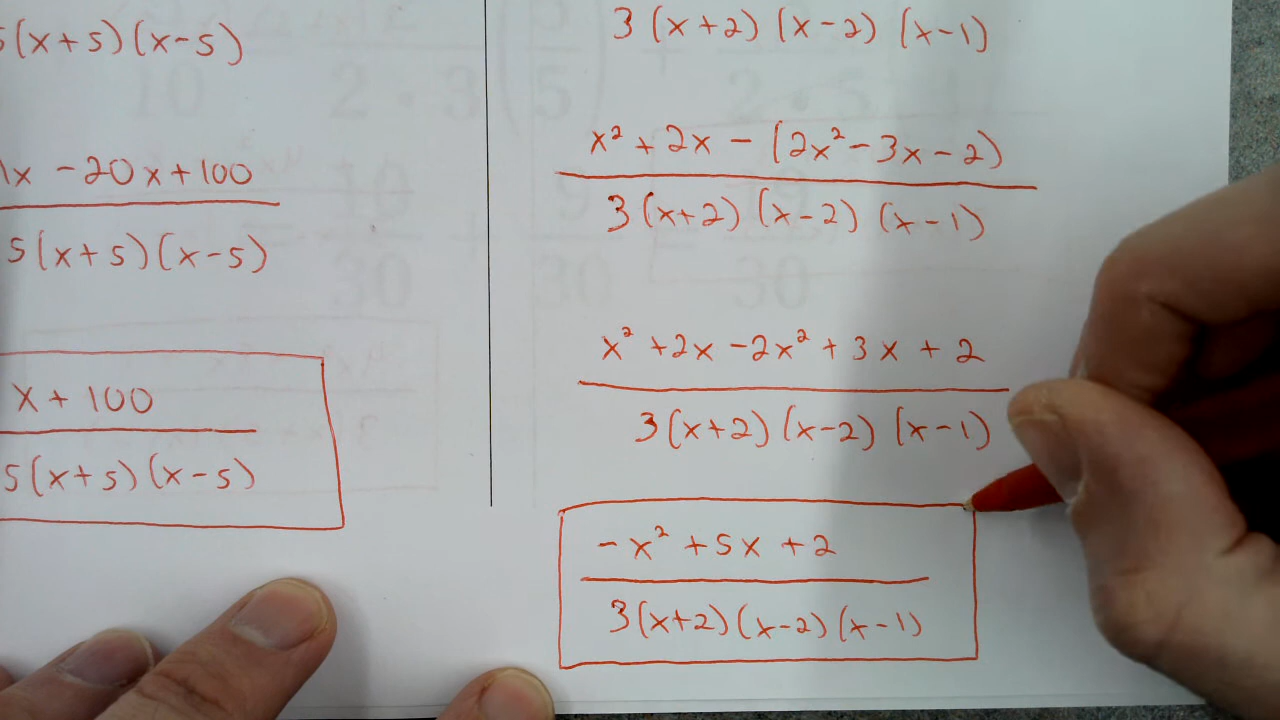 5(x+5)(x-5)
x - 20x + 100
5(x+5)(x-5)
x + 100
5(x+5)(x-5)
3(x+2)(x-2)(x-1)
x² + 2x - (2x² - 3x - 2)
3(x+2)(x-2)(x-1)
x² + 2x - 2x² + 3x + 2
3(x+2)(x-2)(x-1)
-x² + 5x + 2
3(x+2)(x-2)(x-1)